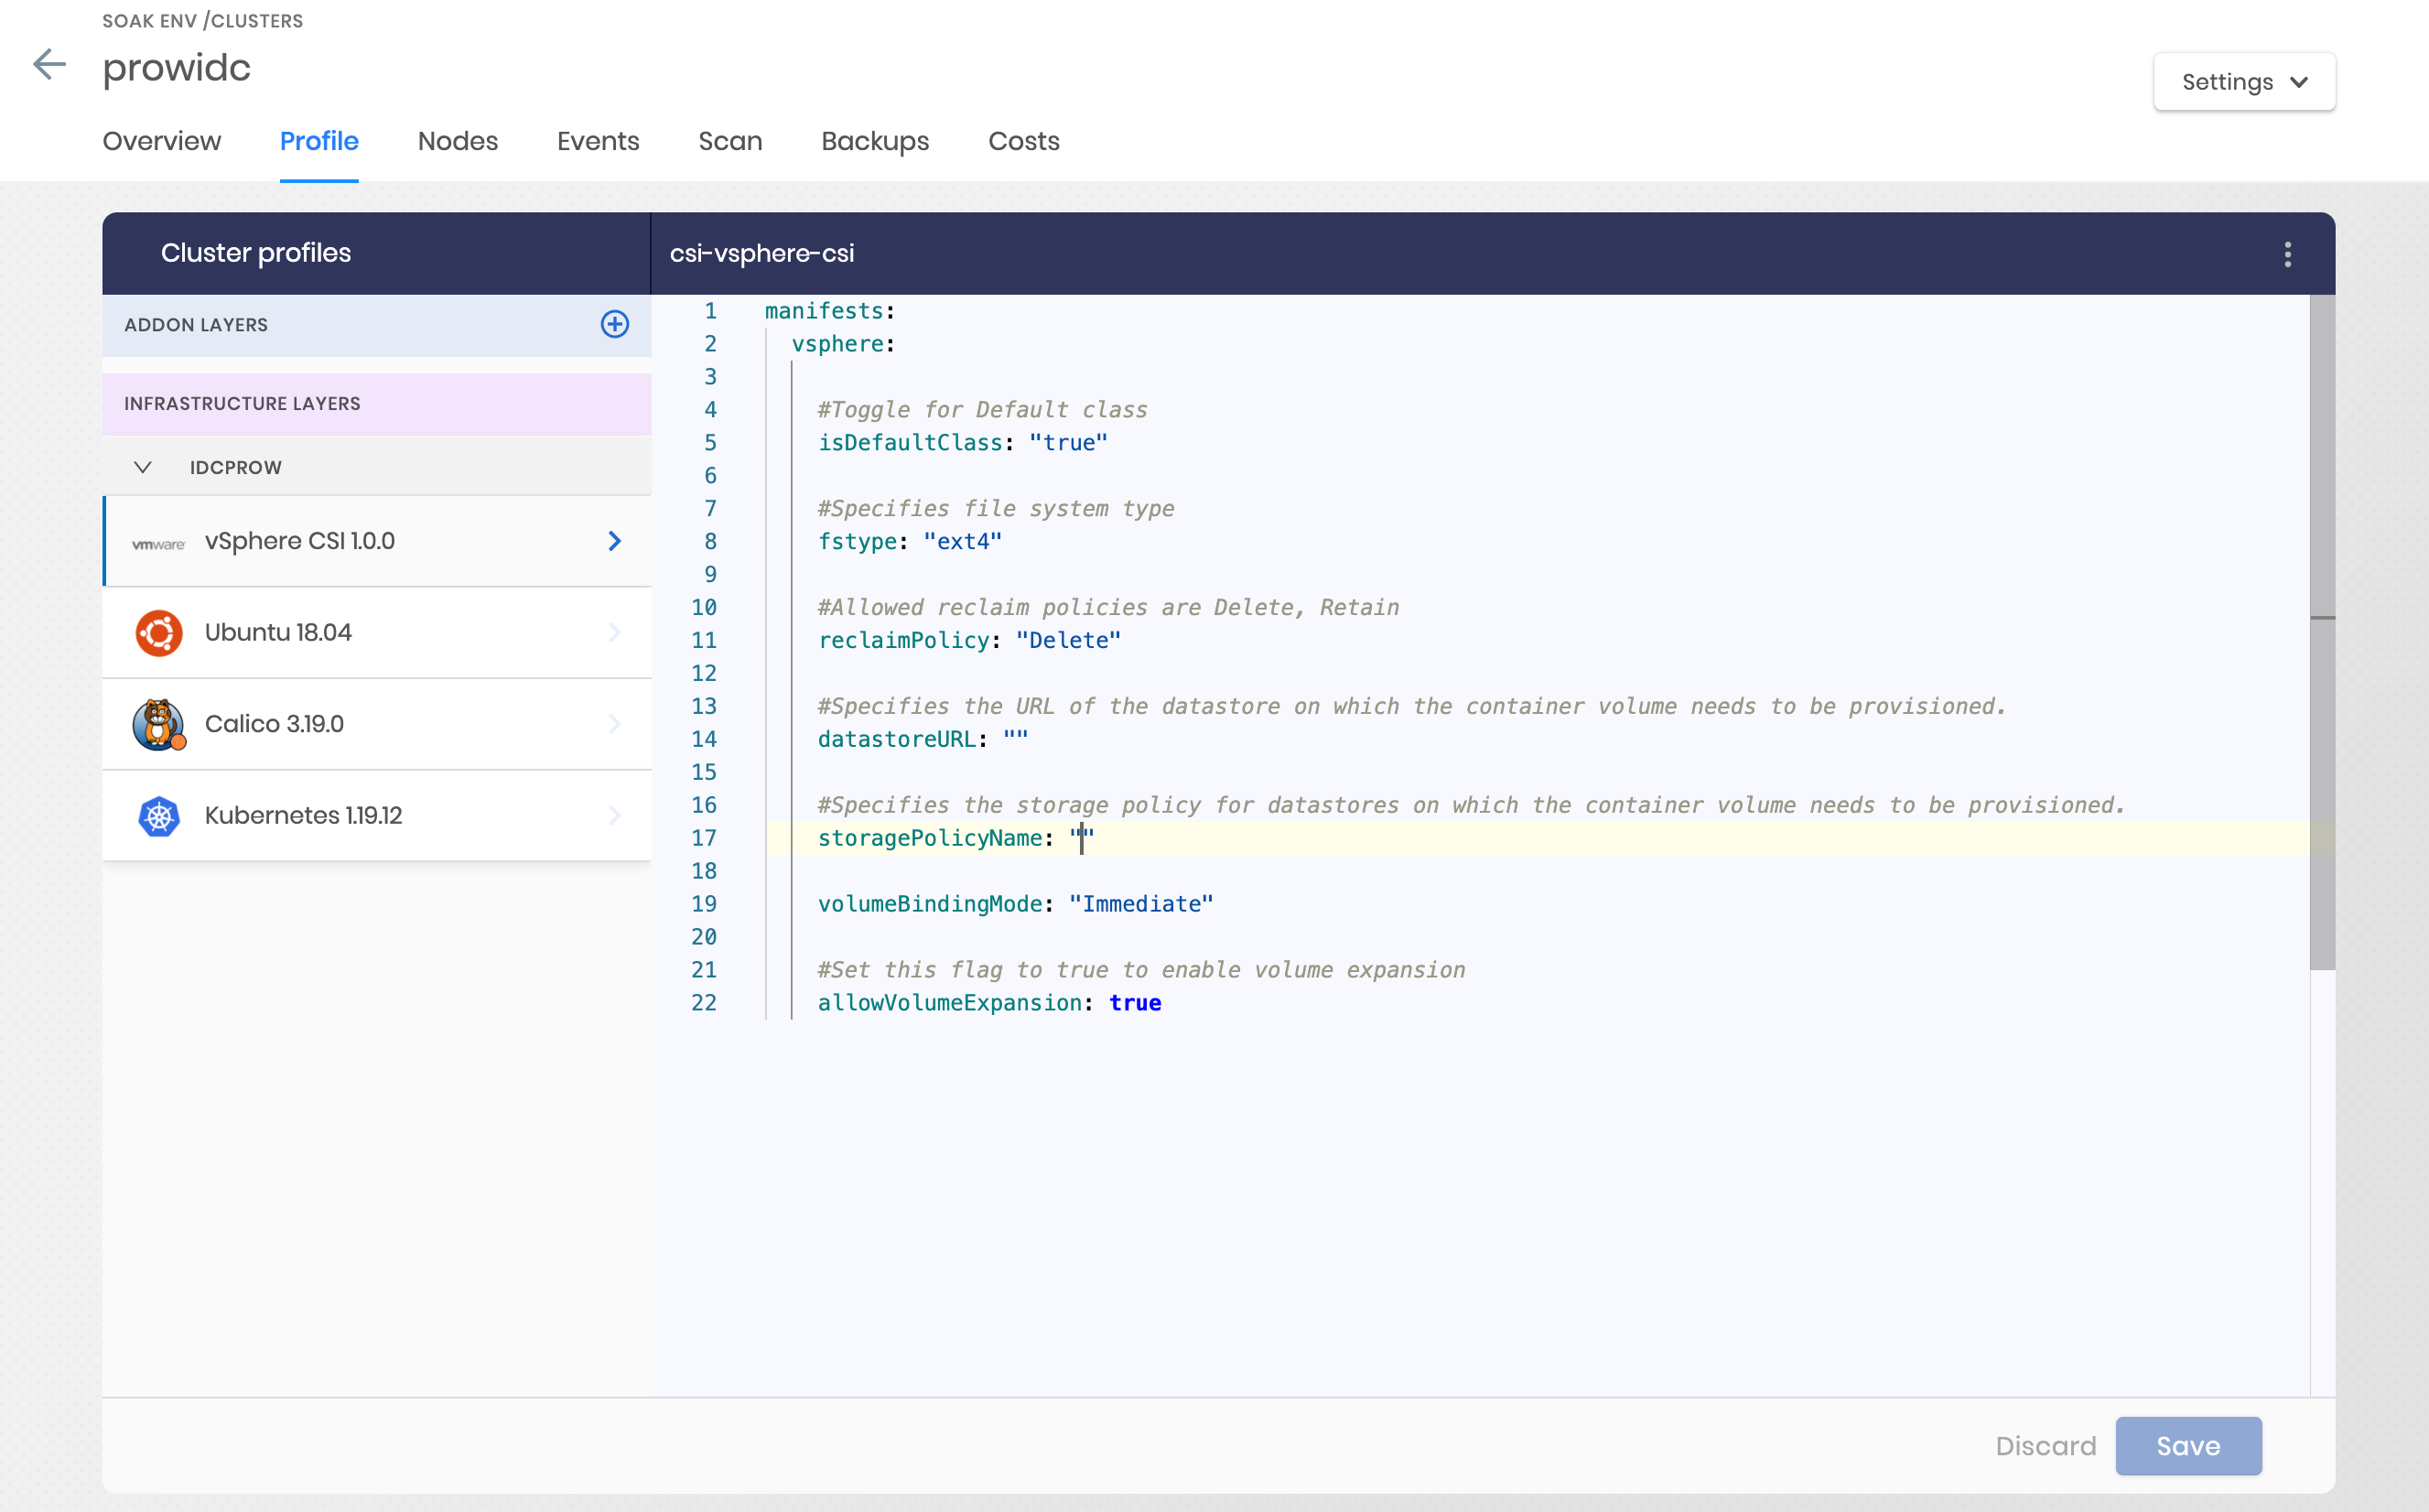 SOAK ENV /CLUSTERS
prowidc
Settings
Overview Profile Nodes Events Scan Backups Costs
Cluster profiles
ADDON LAYERS
INFRASTRUCTURE LAYERS
IDCPROW
vmware vSphere CSI 1.0.0
Ubuntu 18.04
Calico 3.19.0
Kubernetes 1.19.12
csi-vsphere-csi
1 manifests:
2 vsphere:
3
4 #Toggle for Default class
5 isDefaultClass: "true"
6
7 #Specifies file system type
8 fstype: "ext4"
9
10 #Allowed reclaim policies are Delete, Retain
11 reclaimPolicy: "Delete"
12
13 #Specifies the URL of the datastore on which the container volume needs to be provisioned.
14 datastoreURL: ""
15
16 #Specifies the storage policy for datastores on which the container volume needs to be provisioned.
17 storagePolicyName: ""
18
19 volumeBindingMode: "Immediate"
20
21 #Set this flag to true to enable volume expansion
22 allowVolumeExpansion: true
Discard Save